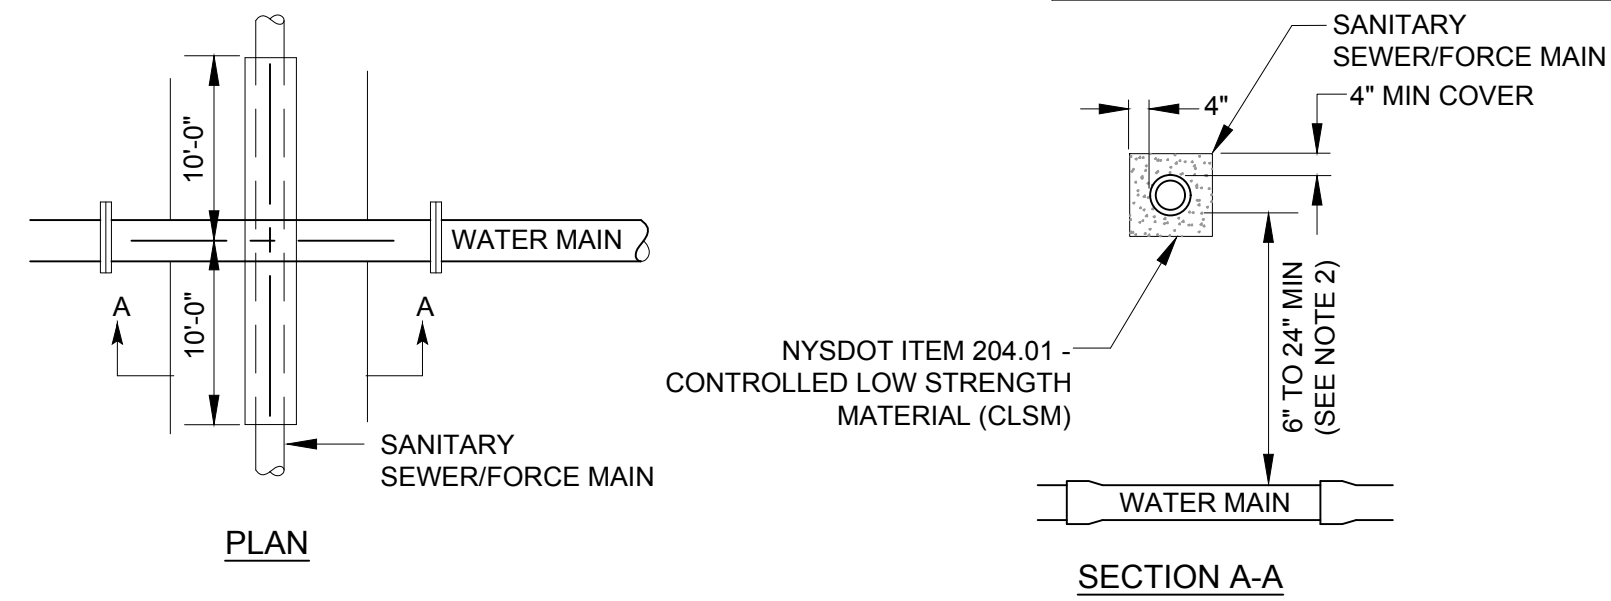 10'-0"
WATER MAIN
A
A
10'-0"
SANITARY
SEWER/FORCE MAIN
PLAN
SANITARY
SEWER/FORCE MAIN
4" MIN COVER
4"
NYSDOT ITEM 204.01 -
CONTROLLED LOW STRENGTH
MATERIAL (CLSM)
6" TO 24" MIN
(SEE NOTE 2)
WATER MAIN
SECTION A-A